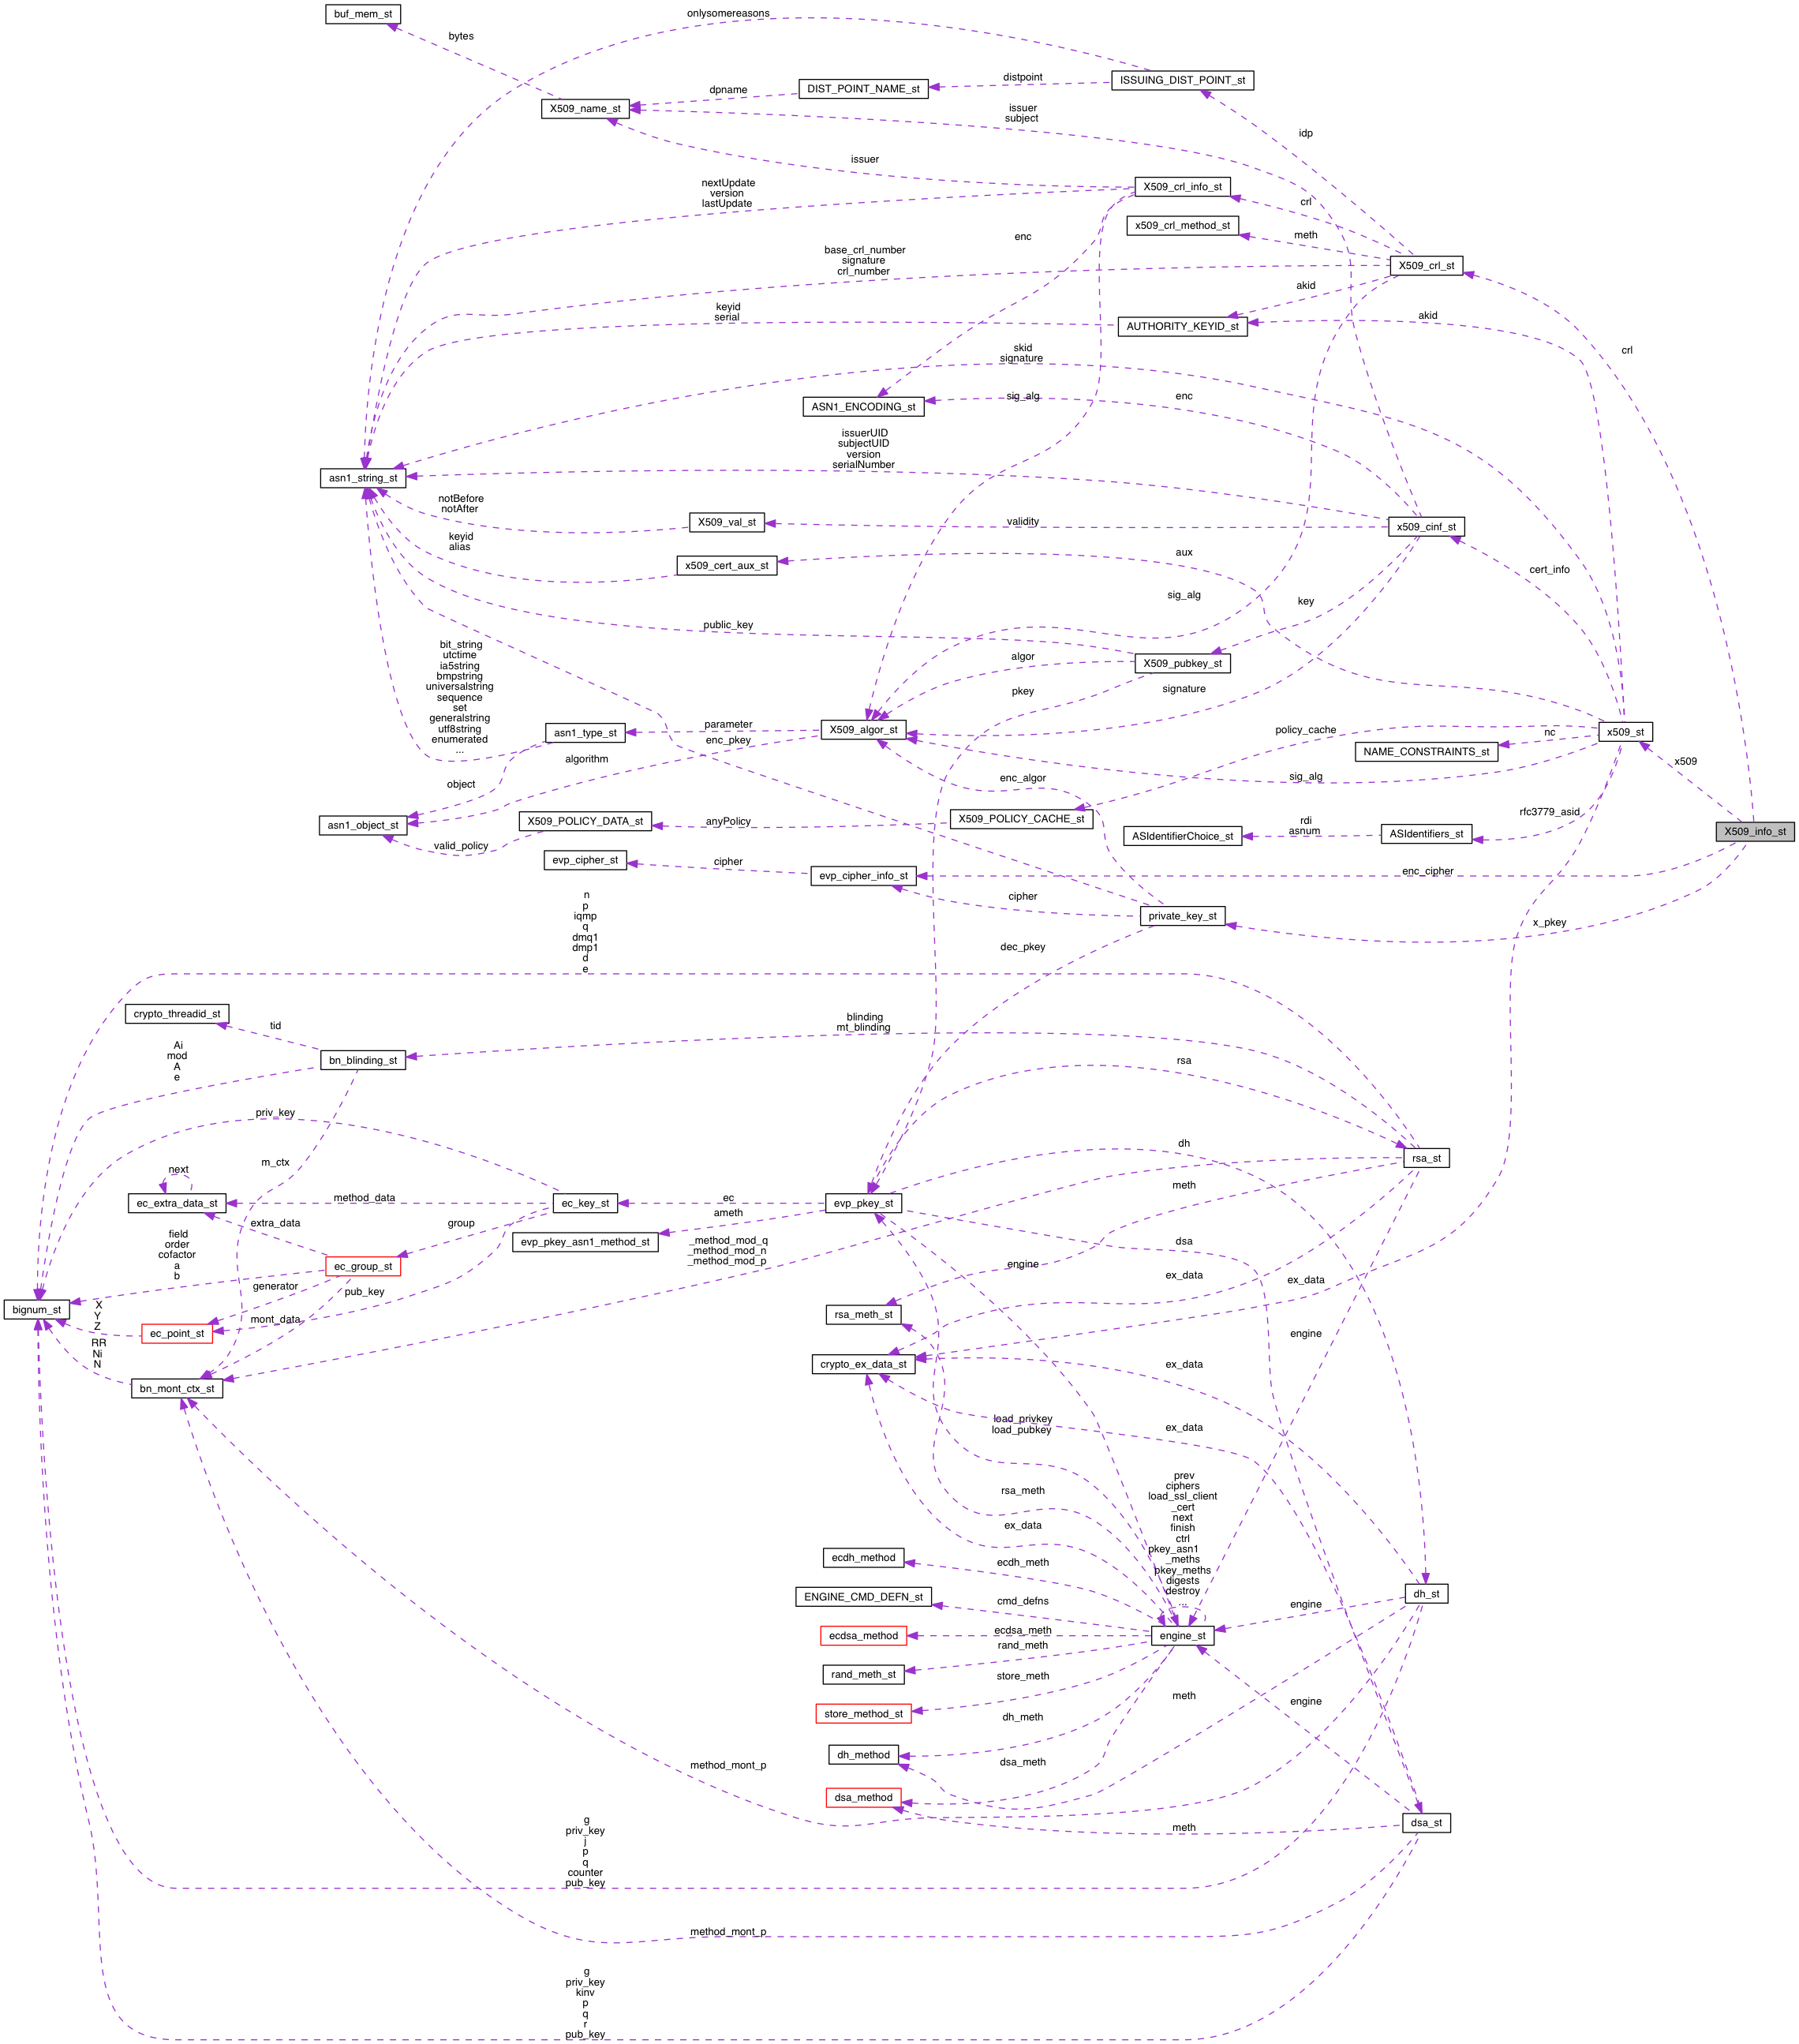 buf_mem_st
onlysomereasons
bytes
ISSUING_DIST_POINT_st
distpoint
DIST_POINT_NAME_st
dpname
X509_name_st
issuer
subject
idp
issuer
X509_crl_info_st
nextUpdate
version
lastUpdate
crl
x509_crl_method_st
meth
enc
base_crl_number
signature
crl_number
X509_crl_st
akid
keyid
serial
AUTHORITY_KEYID_st
akid
skid
signature
crl
sig_alg
enc
ASN1_ENCODING_st
issuerUID
subjectUID
version
serialNumber
asn1_string_st
notBefore
notAfter
X509_val_st
validity
x509_cinf_st
keyid
alias
x509_cert_aux_st
aux
cert_info
sig_alg
key
public_key
bit_string
utctime
ia5string
bmpstring
universalstring
sequence
set
generalstring
utf8string
enumerated
...
algor
X509_pubkey_st
pkey
signature
asn1_type_st
parameter
X509_algor_st
policy_cache
nc
x509_st
enc_pkey
NAME_CONSTRAINTS_st
algorithm
x509
object
enc_algor
sig_alg
rfc3779_asid
asn1_object_st
X509_POLICY_DATA_st
anyPolicy
X509_POLICY_CACHE_st
rdi
asnum
ASIdentifierChoice_st
ASIdentifiers_st
X509_info_st
valid_policy
evp_cipher_st
cipher
evp_cipher_info_st
enc_cipher
n
p
iqmp
q
dmq1
dmp1
d
e
cipher
private_key_st
x_pkey
dec_pkey
crypto_threadid_st
tid
blinding
mt_blinding
Ai
mod
A
e
bn_blinding_st
rsa
priv_key
dh
m_ctx
rsa_st
next
ec_extra_data_st
method_data
ec_key_st
ec
evp_pkey_st
meth
ameth
extra_data
group
evp_pkey_asn1_method_st
field
order
cofactor
a
b
ec_group_st
_method_mod_q
_method_mod_n
_method_mod_p
dsa
engine
ex_data
ex_data
generator
pub_key
bignum_st
X
Y
Z
ec_point_st
mont_data
rsa_meth_st
engine
RR
Ni
N
bn_mont_ctx_st
crypto_ex_data_st
ex_data
load_privkey
load_pubkey
ex_data
prev
ciphers
load_ssl_client
_cert
next
finish
ctrl
pkey_asn1
_meths
pkey_meths
digests
destroy
...
rsa_meth
ex_data
ecdh_method
ecdh_meth
ENGINE_CMD_DEFN_st
cmd_defns
dh_st
engine
ecdsa_method
ecdsa_meth
engine_st
rand_meth
rand_meth_st
store_meth
store_method_st
meth
engine
dh_meth
dh_method
dsa_meth
method_mont_p
dsa_method
meth
dsa_st
g
priv_key
j
p
q
counter
pub_key
method_mont_p
g
priv_key
kinv
p
q
r
pub_key